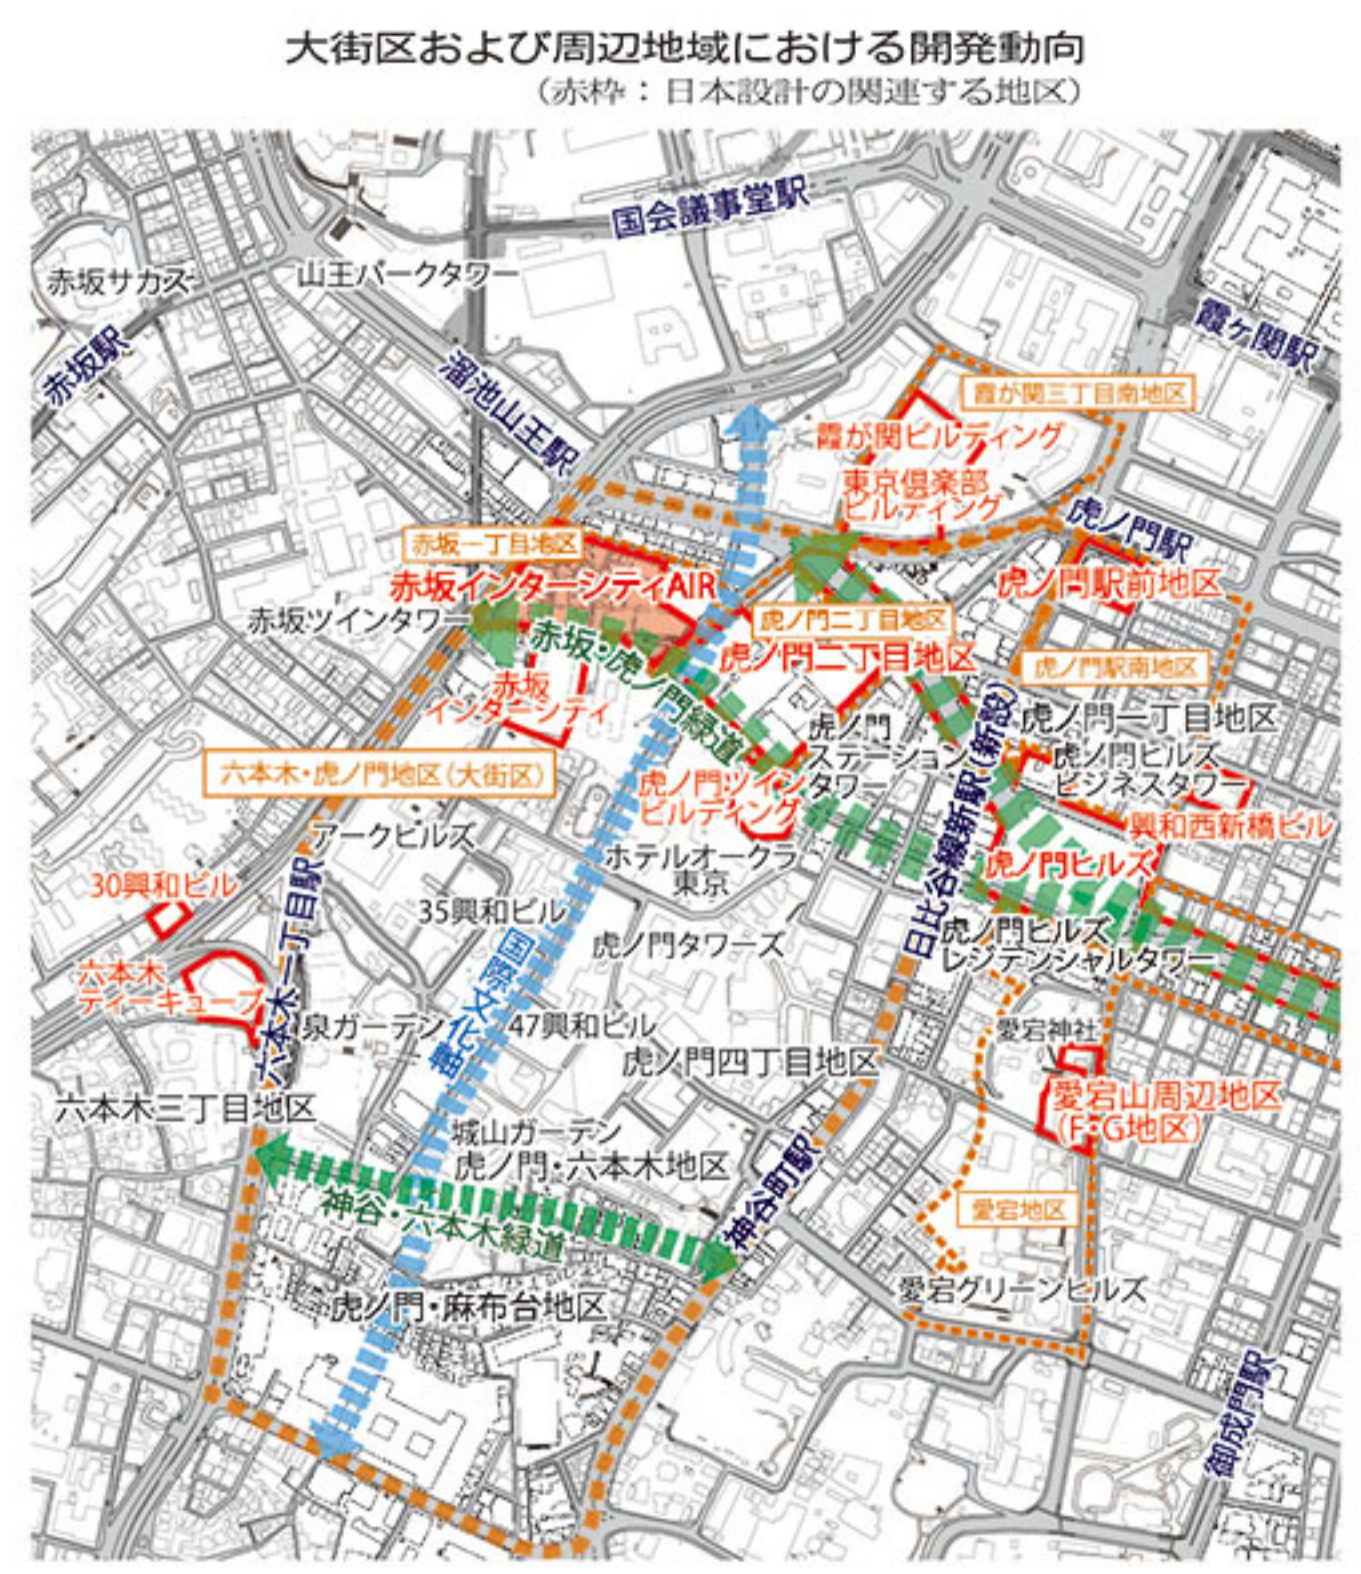 大街区および周辺地域における開発動向
（赤枠：日本設計の関連する地区）
国会議事堂駅
赤坂サカス
山王パークタワー
霞ヶ関駅
赤坂駅
溜池山王駅
霞が関三丁目南地区
霞が関ビルディング
東京倶楽部
ビルディング
虎ノ門駅
赤坂一丁目地区
赤坂インターシティAIR
虎ノ門駅前地区
赤坂ツインタワー
虎ノ門二丁目地区
赤坂・虎ノ門緑道
虎ノ門二丁目地区
虎ノ門駅南地区
赤坂
インターシティ
虎ノ門
ステーション
タワー
虎ノ門一丁目地区
虎ノ門ヒルズ
ビジネスタワー
六本木・虎ノ門地区（大街区）
虎ノ門ツイン
ビルディング
日比谷線新駅（新設）
興和西新橋ビル
アークヒルズ
ホテルオークラ
東京
虎ノ門ヒルズ
30興和ビル
35興和ビル
虎ノ門タワーズ
虎ノ門ヒルズ
レジデンシャルタワー
六本木
ティーキューブ
六本木一丁目駅
国際文化軸
泉ガーデン
47興和ビル
愛宕神社
虎ノ門四丁目地区
六本木三丁目地区
愛宕山周辺地区
（F・G地区）
城山ガーデン
虎ノ門・六本木地区
神谷町駅
神谷・六本木緑道
愛宕地区
愛宕グリーンヒルズ
虎ノ門・麻布台地区
御成門駅